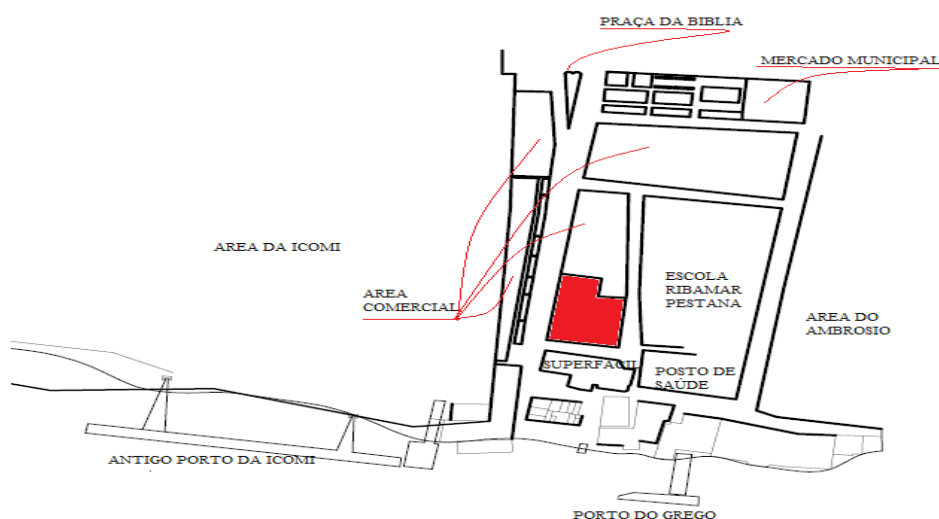 PRAÇA DA BIBLIA
MERCADO MUNICIPAL
AREA DA ICOMI
AREA
COMERCIAL
ESCOLA
RIBAMAR
PESTANA
AREA DO
AMBROSIO
SUPERFÁCIL
POSTO DE
SAÚDE
ANTIGO PORTO DA ICOMI
PORTO DO GREGO